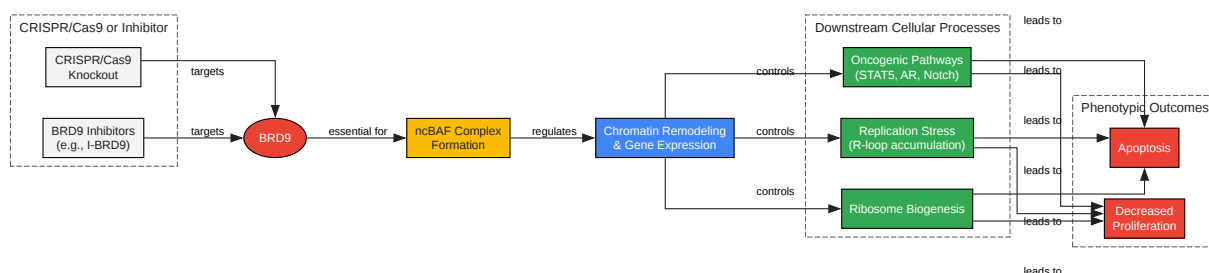 CRISPR/Cas9 or Inhibitor
CRISPR/Cas9
Knockout
targets
BRD9 Inhibitors
(e.g., I-BRD9)
targets
BRD9
essential for
ncBAF Complex
Formation
regulates
Chromatin Remodeling
& Gene Expression
controls
controls
controls
Downstream Cellular Processes
Oncogenic Pathways
(STAT5, AR, Notch)
Replication Stress
(R-loop accumulation)
Ribosome Biogenesis
leads to
leads to
leads to
leads to
leads to
leads to
Phenotypic Outcomes
Apoptosis
Decreased
Proliferation